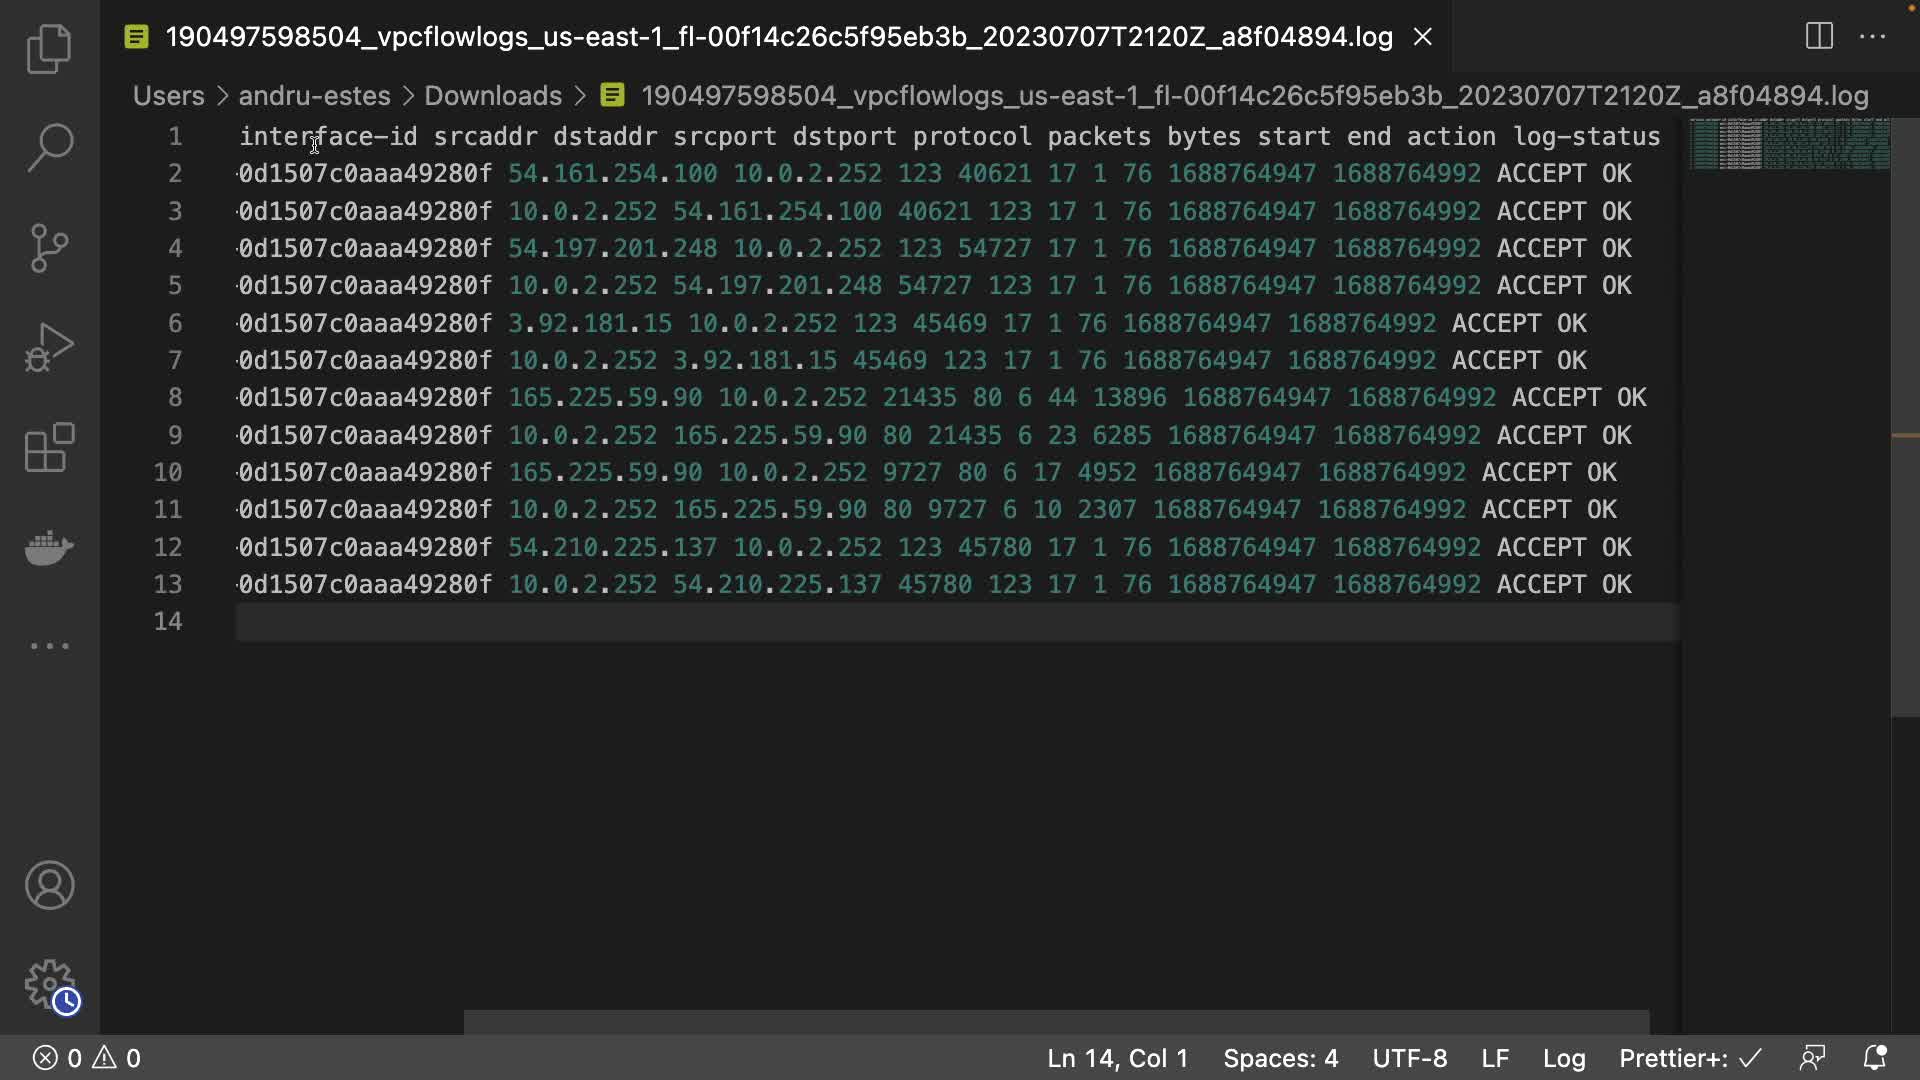 190497598504_vpcflowlogs_us-east-1_fl-00f14c26c5f95eb3b_20230707T2120Z_a8f04894.log
Users > andru-estes > Downloads > 190497598504_vpcflowlogs_us-east-1_fl-00f14c26c5f95eb3b_20230707T2120Z_a8f04894.log
1 interface-id srcaddr dstaddr srcport dstport protocol packets bytes start end action log-status
2 0d1507c0aaa49280f 54.161.254.100 10.0.2.252 123 40621 17 1 76 1688764947 1688764992 ACCEPT OK
3 0d1507c0aaa49280f 10.0.2.252 54.161.254.100 40621 123 17 1 76 1688764947 1688764992 ACCEPT OK
4 0d1507c0aaa49280f 54.197.201.248 10.0.2.252 123 54727 17 1 76 1688764947 1688764992 ACCEPT OK
5 0d1507c0aaa49280f 10.0.2.252 54.197.201.248 54727 123 17 1 76 1688764947 1688764992 ACCEPT OK
6 0d1507c0aaa49280f 3.92.181.15 10.0.2.252 123 45469 17 1 76 1688764947 1688764992 ACCEPT OK
7 0d1507c0aaa49280f 10.0.2.252 3.92.181.15 45469 123 17 1 76 1688764947 1688764992 ACCEPT OK
8 0d1507c0aaa49280f 165.225.59.90 10.0.2.252 21435 80 6 44 13896 1688764947 1688764992 ACCEPT OK
9 0d1507c0aaa49280f 10.0.2.252 165.225.59.90 80 21435 6 23 6285 1688764947 1688764992 ACCEPT OK
10 0d1507c0aaa49280f 165.225.59.90 10.0.2.252 9727 80 6 17 4952 1688764947 1688764992 ACCEPT OK
11 0d1507c0aaa49280f 10.0.2.252 165.225.59.90 80 9727 6 10 2307 1688764947 1688764992 ACCEPT OK
12 0d1507c0aaa49280f 54.210.225.137 10.0.2.252 123 45780 17 1 76 1688764947 1688764992 ACCEPT OK
13 0d1507c0aaa49280f 10.0.2.252 54.210.225.137 45780 123 17 1 76 1688764947 1688764992 ACCEPT OK
14
0 0 Ln 14, Col 1 Spaces: 4 UTF-8 LF Log Prettier+: ✓